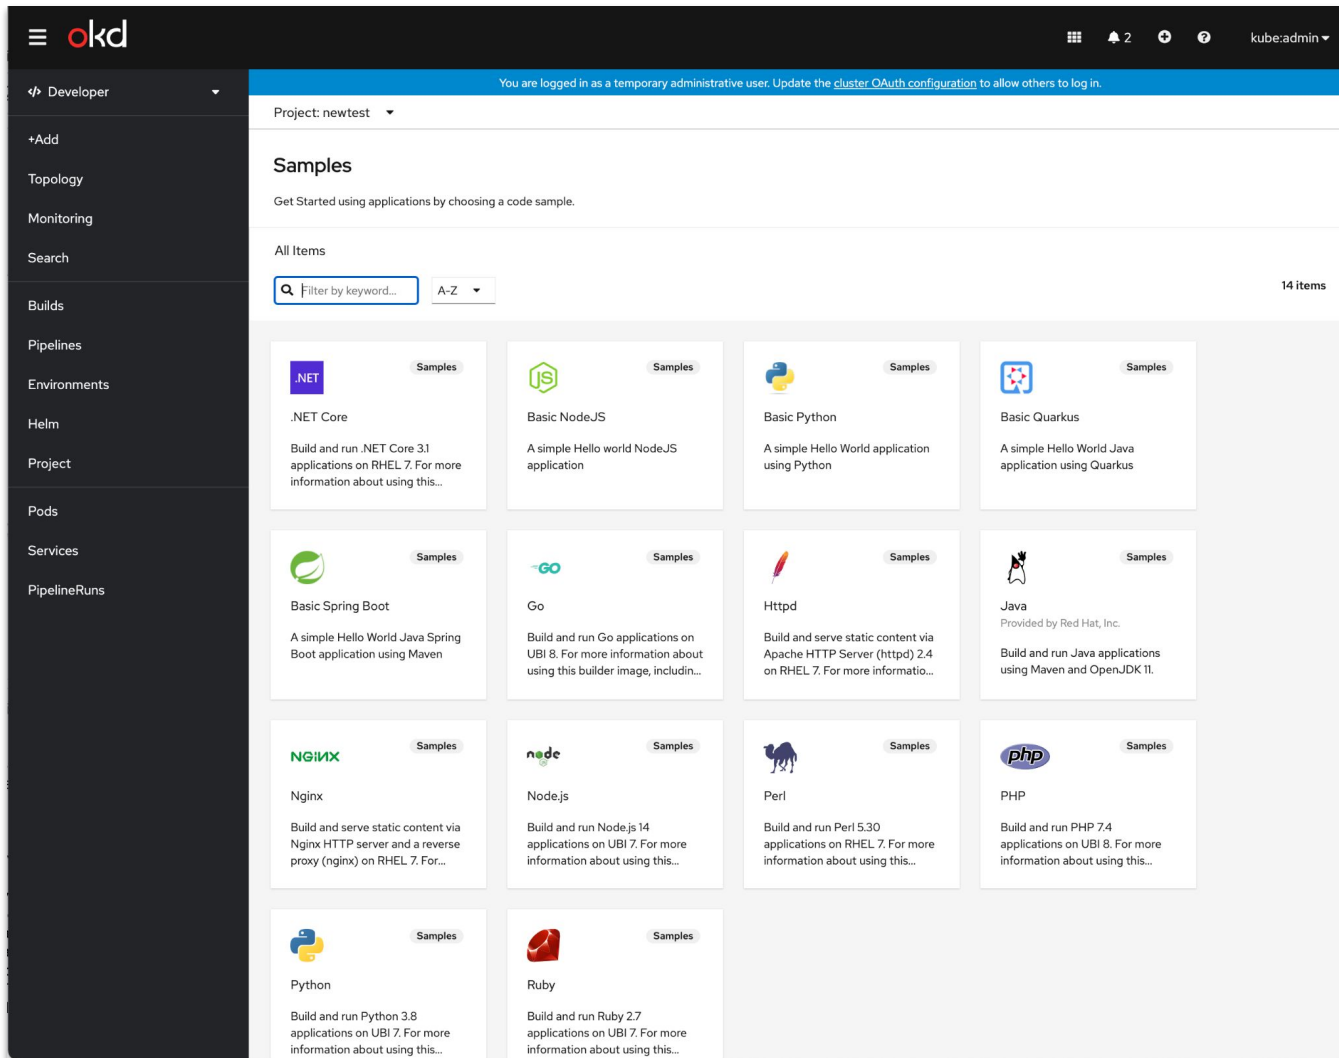 okd
2
kube:admin
Developer
You are logged in as a temporary administrative user. Update the cluster OAuth configuration to allow others to log in.
Project: newtest
+Add
Topology
Monitoring
Search
Builds
Pipelines
Environments
Helm
Project
Pods
Services
PipelineRuns
Samples
Get Started using applications by choosing a code sample.
All Items
Filter by keyword...
A-Z
14 items
.NET
Samples
.NET Core
Build and run .NET Core 3.1
applications on RHEL 7. For more
information about using this...
JS
Samples
Basic NodeJS
A simple Hello world NodeJS
application
Samples
Basic Python
A simple Hello World application
using Python
Samples
Basic Quarkus
A simple Hello World Java
application using Quarkus
Samples
Basic Spring Boot
A simple Hello World Java Spring
Boot application using Maven
GO
Samples
Go
Build and run Go applications on
UBI 8. For more information about
using this builder image, includin...
Samples
Httpd
Build and serve static content via
Apache HTTP Server (httpd) 2.4
on RHEL 7. For more informatio...
Samples
Java
Provided by Red Hat, Inc.
Build and run Java applications
using Maven and OpenJDK 11.
NGINX
Samples
Nginx
Build and serve static content via
Nginx HTTP server and a reverse
proxy (nginx) on RHEL 7. For...
node
Samples
Node.js
Build and run Node.js 14
applications on UBI 7. For more
information about using this...
Samples
Perl
Build and run Perl 5.30
applications on RHEL 7. For more
information about using this...
php
Samples
PHP
Build and run PHP 7.4
applications on UBI 8. For more
information about using this...
Samples
Python
Build and run Python 3.8
applications on UBI 7. For more
information about using this...
Samples
Ruby
Build and run Ruby 2.7
applications on UBI 7. For more
information about using this...